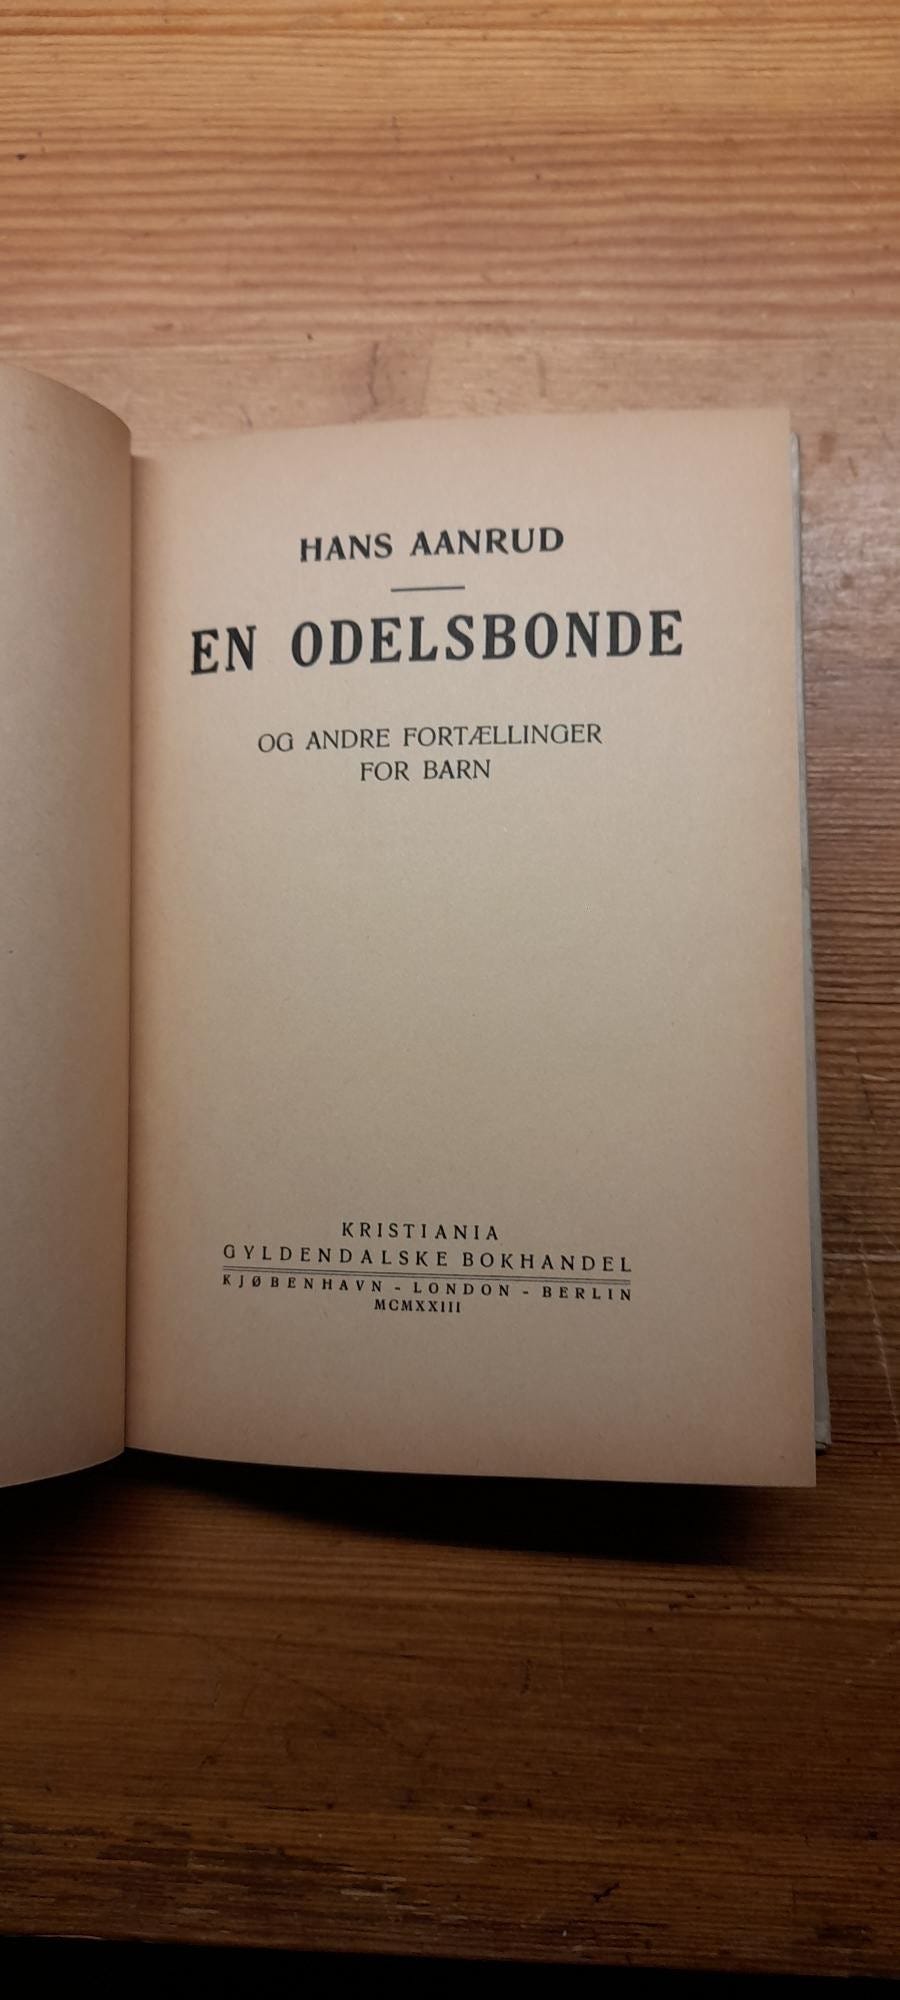 HANS AANRUD
EN ODELSBONDE
OG ANDRE FORTÆLLINGER
FOR BARN
KRISTIANIA
GYLDENDALSKE BOKHANDEL
KJØBENHAVN - LONDON - BERLIN
MCMXXIII